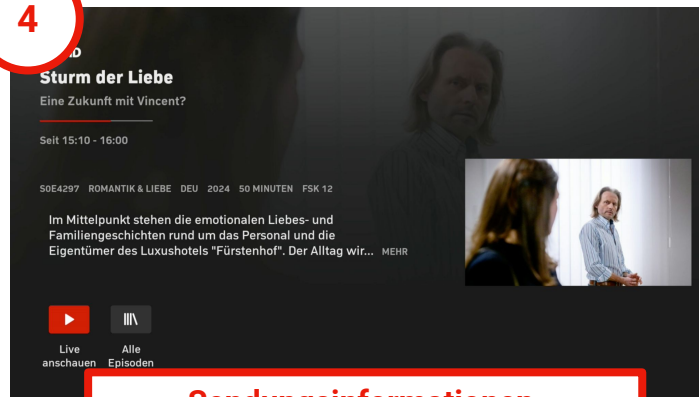 4
Sturm der Liebe
Eine Zukunft mit Vincent?
Seit 15:10 - 16:00
S0E4297 ROMANTIK & LIEBE DEU 2024 50 MINUTEN FSK 12
Im Mittelpunkt stehen die emotionalen Liebes- und
Familiengeschichten rund um das Personal und die
Eigentümer des Luxushotels "Fürstenhof". Der Alltag wir... MEHR
Live Alle
anschauen Episoden
Sendungsinformationen